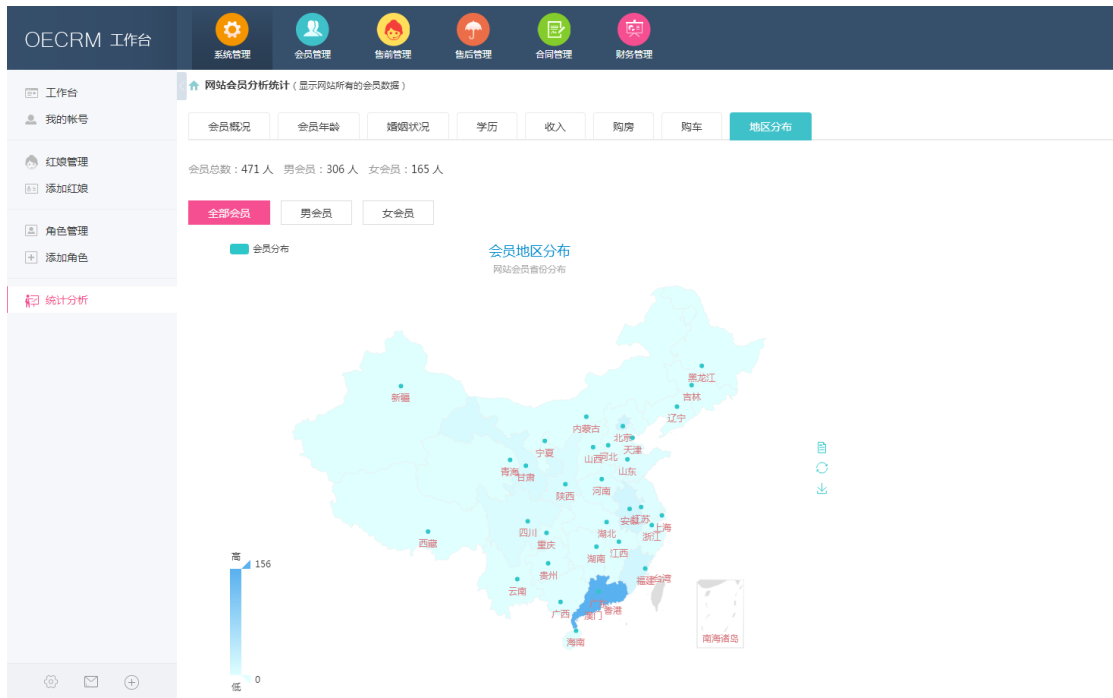 OECRM 工作台
系统管理 会员管理 售前管理 售后管理 合同管理 财务管理
工作台
我的帐号
红娘管理
添加红娘
角色管理
添加角色
统计分析
网站会员分析统计 ( 显示网站所有的会员数据 )
会员概况 会员年龄 婚姻状况 学历 收入 购房 购车 地区分布
会员总数：471 人 男会员：306 人 女会员：165 人
全部会员 男会员 女会员
会员分布
会员地区分布
网站会员省份分布
黑龙江
新疆
吉林
辽宁
内蒙古
北京
天津
宁夏
山西
河北
青海
甘肃
山东
陕西
河南
安徽
江苏
上海
四川
湖北
浙江
重庆
西藏
湖南
江西
贵州
福建
台湾
云南
广西
澳门
香港
海南
南海诸岛
高
156
0
低